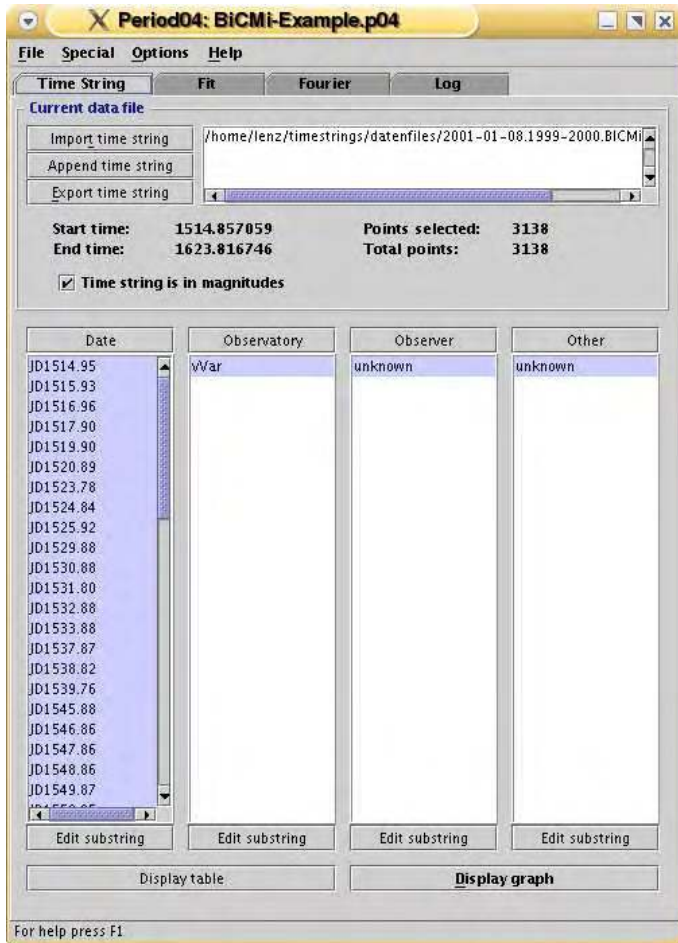 Period04: BiCMi-Example.p04
File Special Options Help
Time String Fit Fourier Log
Current data file
Import time string
/home/lenz/timestrings/datenfiles/2001-01-08.1999-2000.BICMi
Append time string
Export time string
Start time: 1514.857059 Points selected: 3138
End time: 1623.816746 Total points: 3138
Time string is in magnitudes
Date Observatory Observer Other
JD1514.95 vVar unknown unknown
JD1515.93
JD1516.96
JD1517.90
JD1519.90
JD1520.89
JD1523.78
JD1524.84
JD1525.92
JD1529.88
JD1530.88
JD1531.80
JD1532.88
JD1533.88
JD1537.87
JD1538.82
JD1539.76
JD1545.88
JD1546.86
JD1547.86
JD1548.86
JD1549.87
Edit substring Edit substring Edit substring Edit substring
Display table Display graph
For help press F1